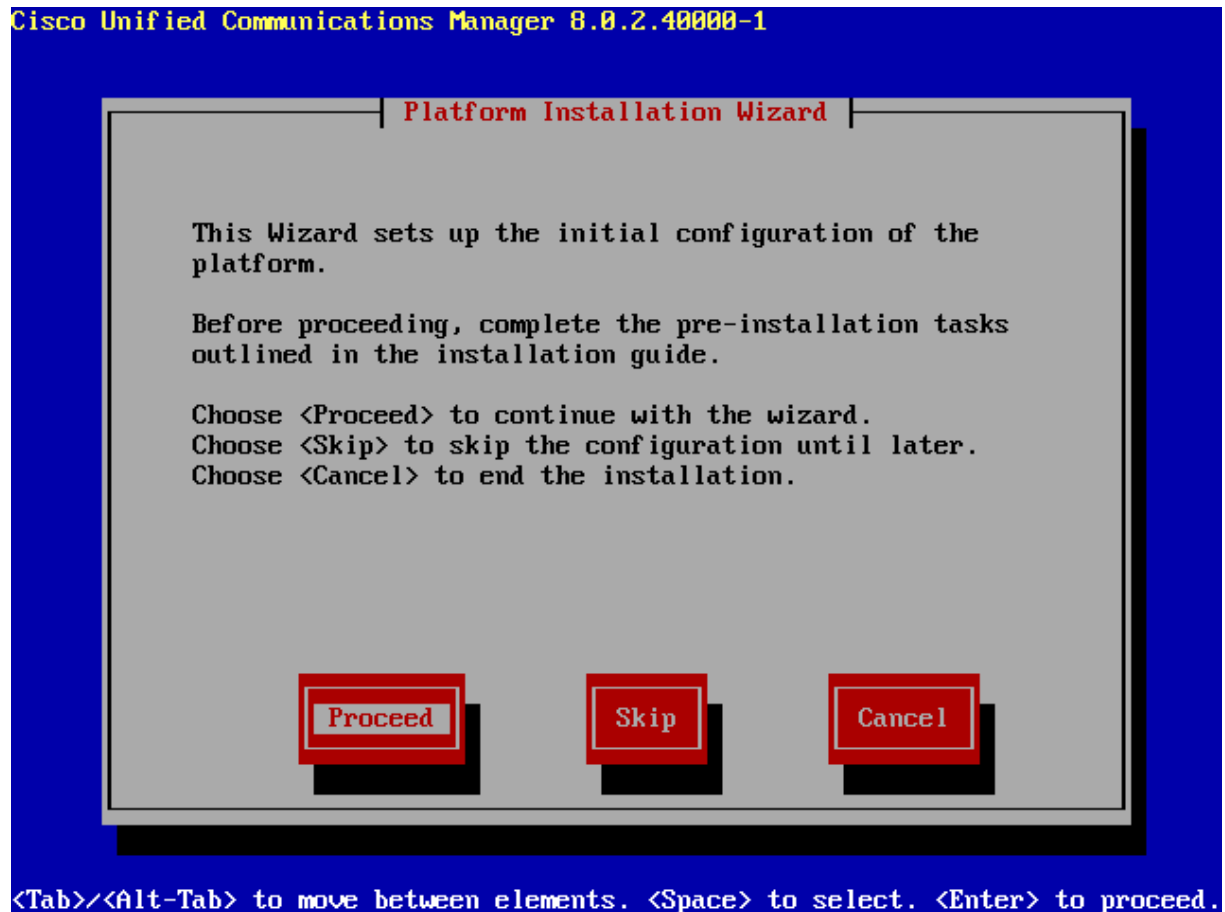 Cisco Unified Communications Manager 8.0.2.40000-1
Platform Installation Wizard
This Wizard sets up the initial configuration of the
platform.
Before proceeding, complete the pre-installation tasks
outlined in the installation guide.
Choose <Proceed> to continue with the wizard.
Choose <Skip> to skip the configuration until later.
Choose <Cancel> to end the installation.
Proceed Skip Cancel
<Tab>/<Alt-Tab> to move between elements. <Space> to select. <Enter> to proceed.